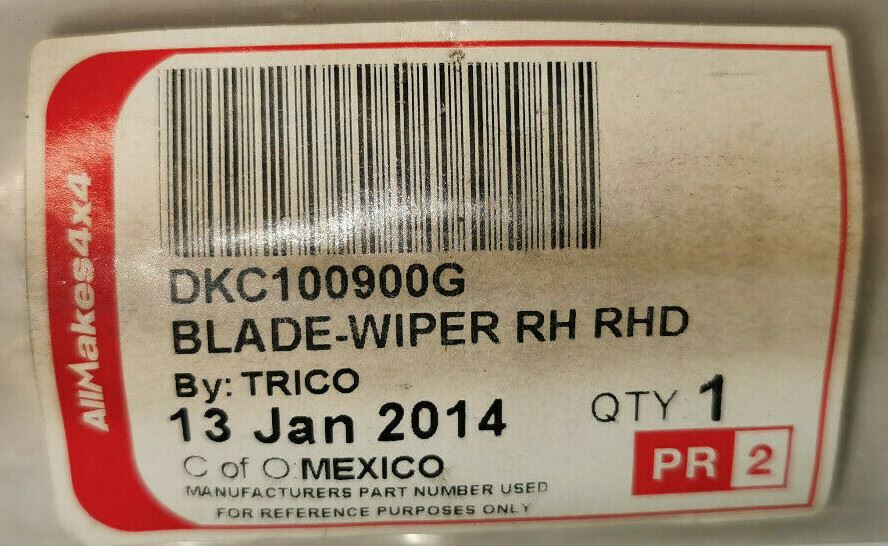 AllMakes4x4
DKC100900G
BLADE-WIPER RH RHD
By: TRICO
13 Jan 2014
QTY 1
C of O:MEXICO
PR 2
MANUFACTURERS PART NUMBER USED
FOR REFERENCE PURPOSES ONLY